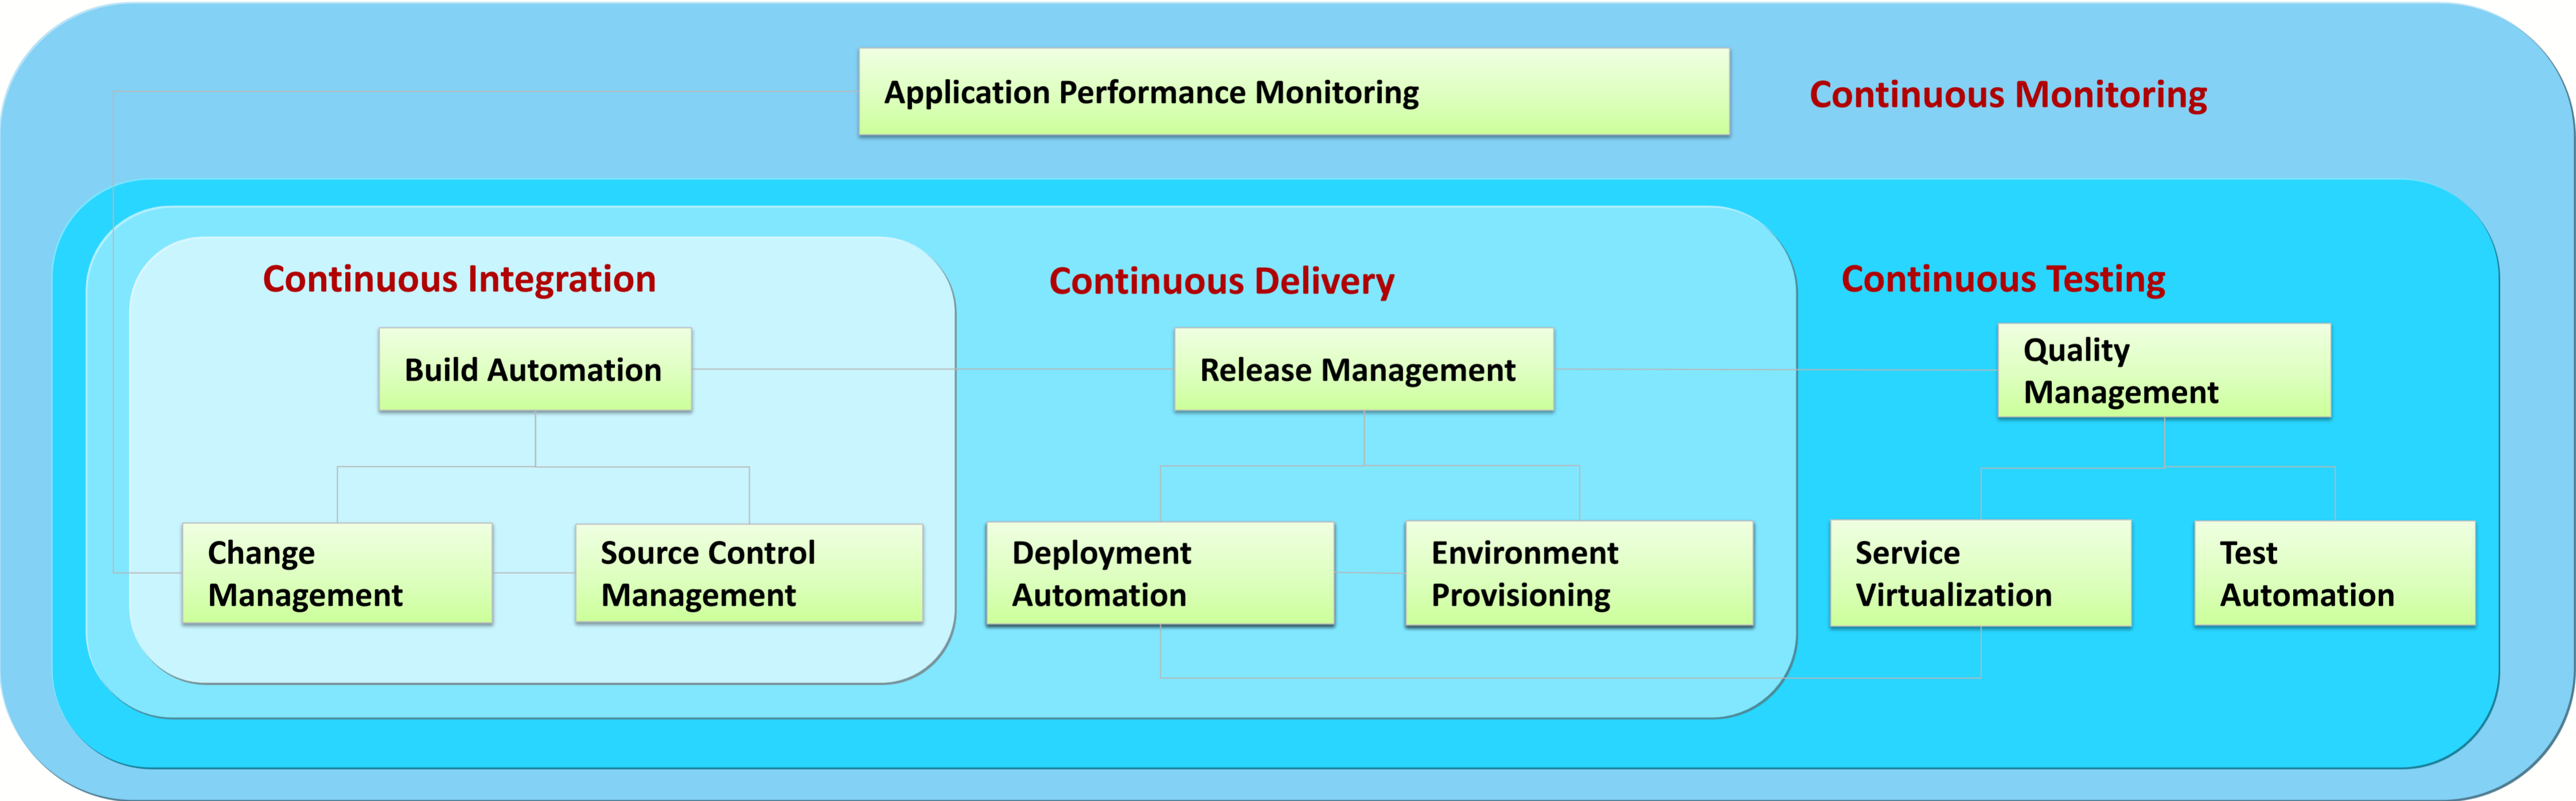 Application Performance Monitoring
Continuous Monitoring
Continuous Integration
Build Automation
Change
Management
Source Control
Management
Continuous Delivery
Release Management
Deployment
Automation
Environment
Provisioning
Continuous Testing
Quality
Management
Service
Virtualization
Test
Automation